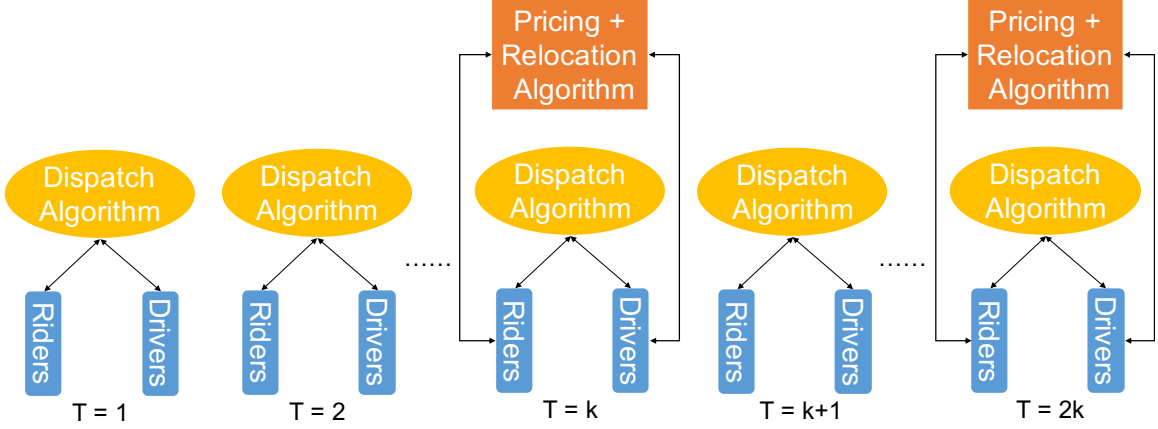 Pricing +
Relocation
Algorithm
Pricing +
Relocation
Algorithm
Dispatch
Algorithm
Dispatch
Algorithm
Dispatch
Algorithm
Dispatch
Algorithm
Dispatch
Algorithm
......
......
Riders
Drivers
Riders
Drivers
Riders
Drivers
Riders
Drivers
Riders
Drivers
T = 1
T = 2
T = k
T = k+1
T = 2k